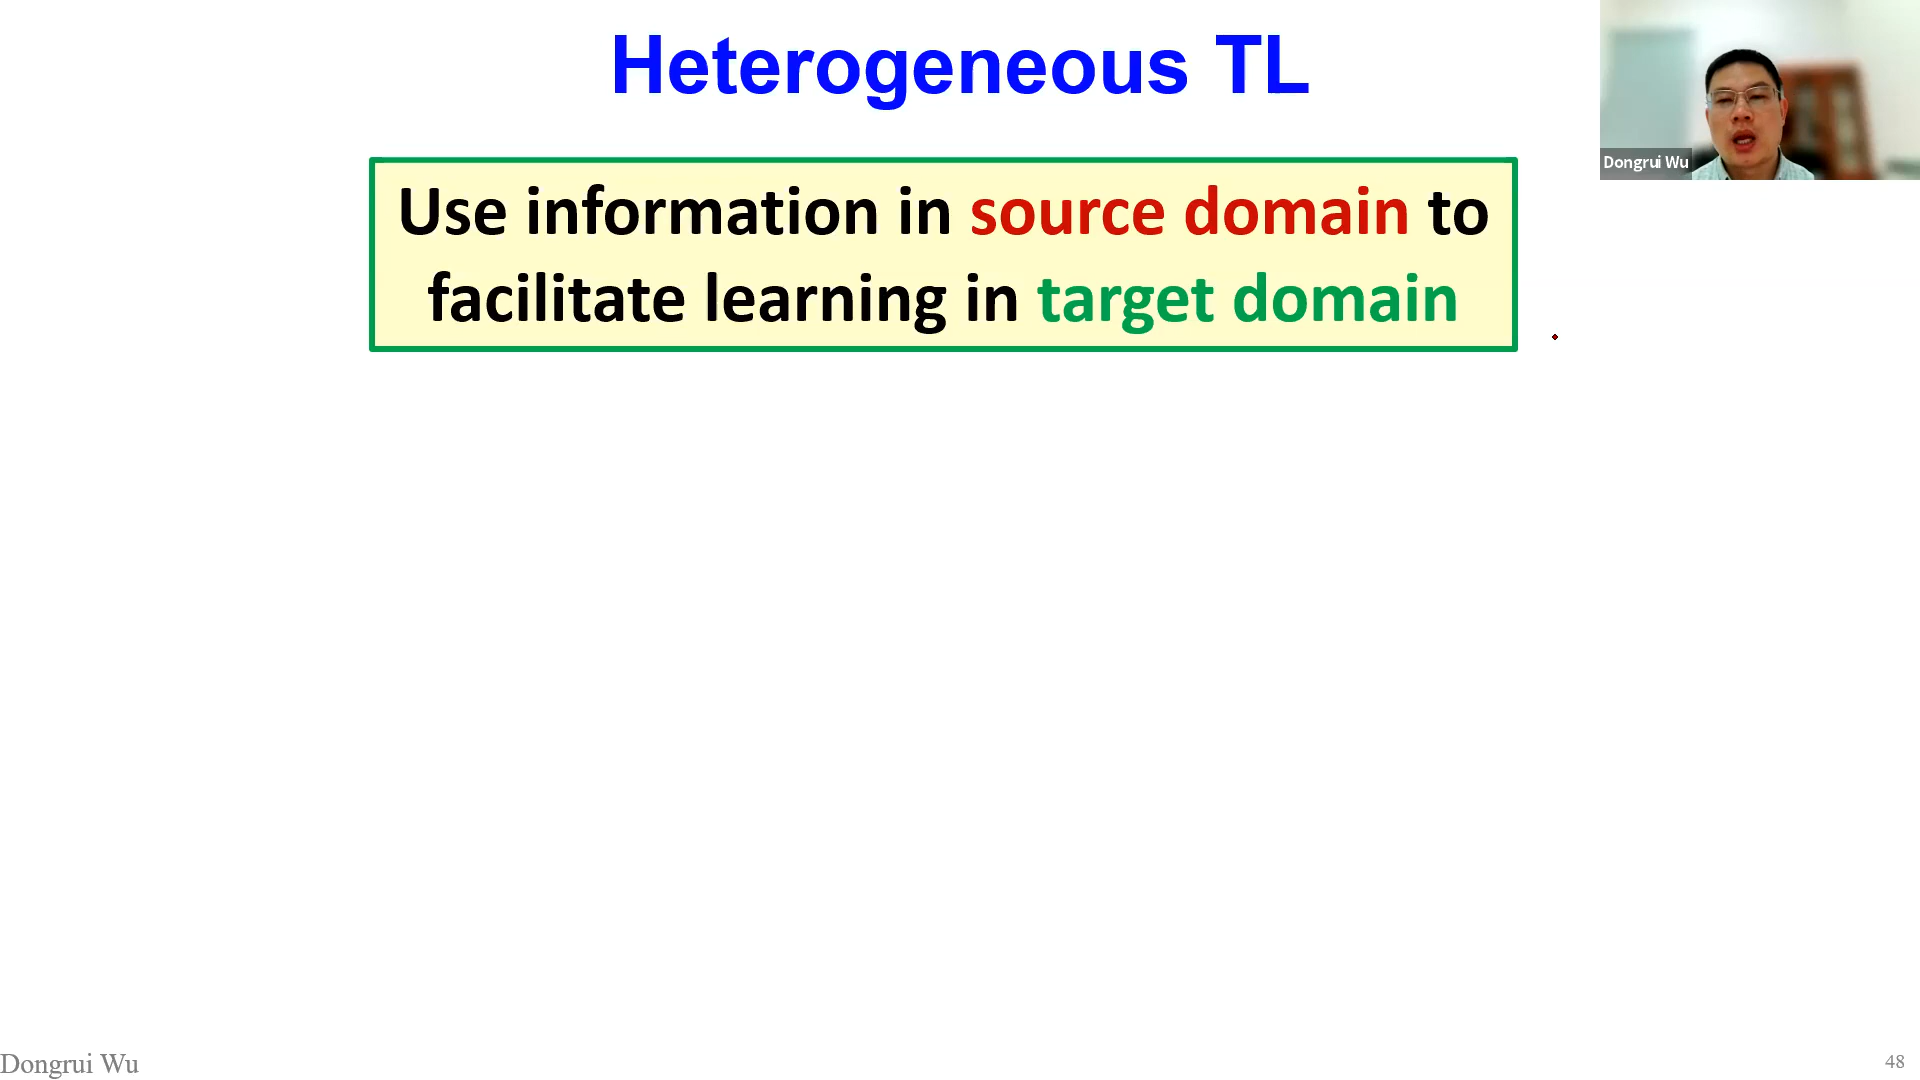 Heterogeneous TL
Dongrui Wu
Use information in source domain to
facilitate learning in target domain
Dongrui Wu
48